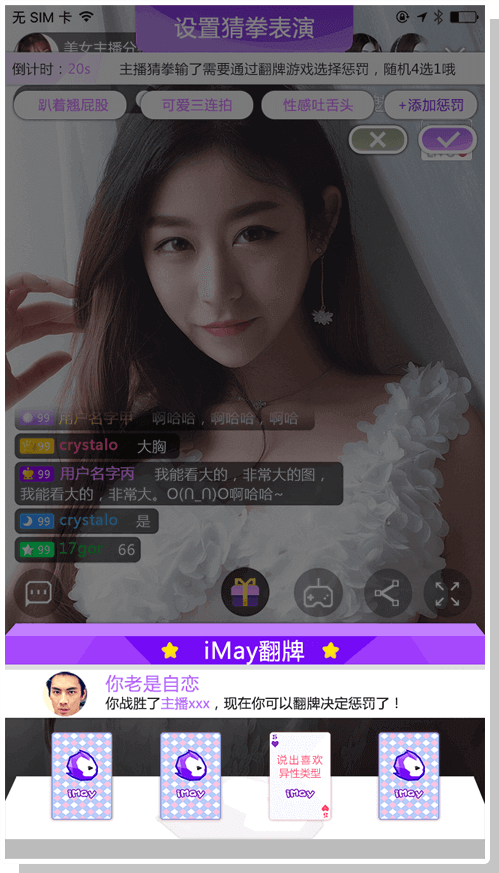 无 SIM 卡
设置猜拳表演
美女主播分
倒计时：20s 主播猜拳输了需要通过翻牌游戏选择惩罚，随机4选1哦
趴着翘屁股 可爱三连拍 性感吐舌头 +添加惩罚
99 用户名字甲 啊哈哈，啊哈哈，啊哈
99 crystalo 大胸
99 用户名字丙 我能看大的，非常大的图，
我能看大的，非常大。O(∩_∩)O啊哈哈~
99 crystalo 是
99 17gor 66
iMay翻牌
你老是自恋
你战胜了主播xxx，现在你可以翻牌决定惩罚了！
说出喜欢
异性类型
iMay iMay iMay iMay